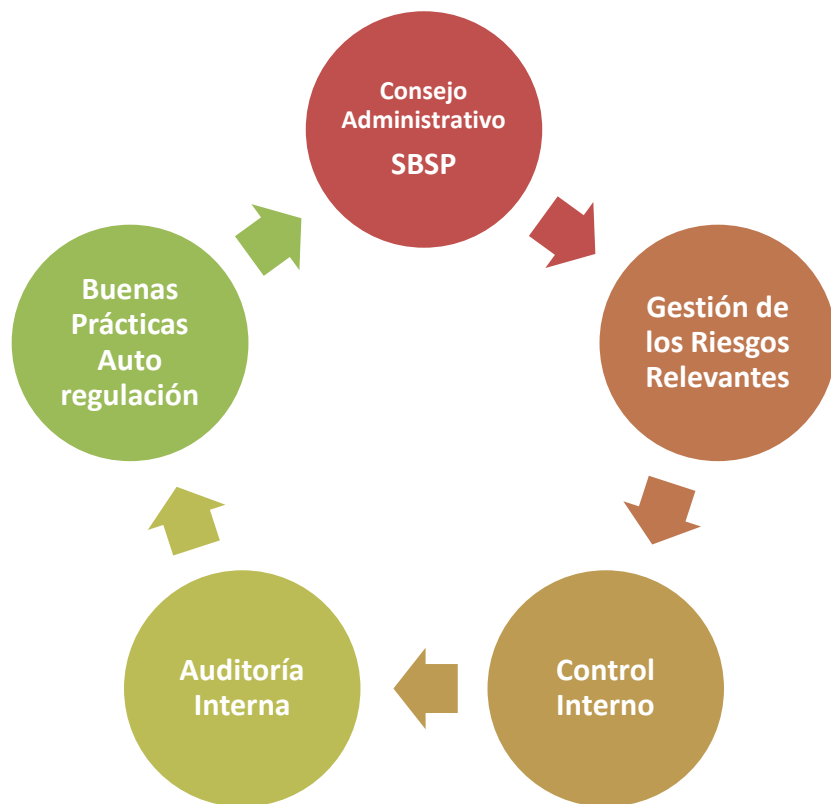 Consejo
Administrativo
SBSP
Gestión de
los Riesgos
Relevantes
Control
Interno
Auditoría
Interna
Buenas
Prácticas
Auto
regulación